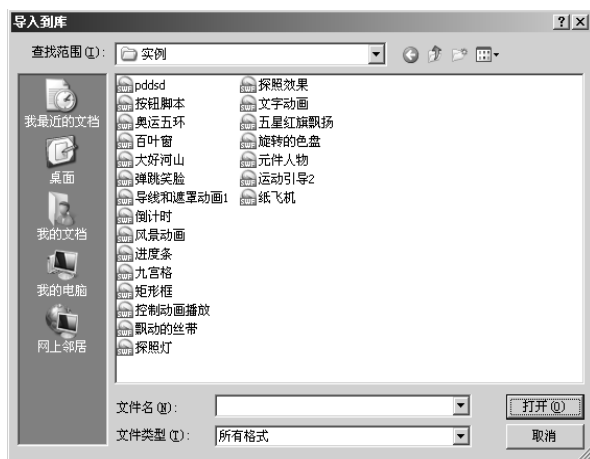 导入到库
查找范围(I): 实例
我最近的文档
桌面
我的文档
我的电脑
网上邻居
pddsd
按钮脚本
奥运五环
百叶窗
大好河山
弹跳笑脸
导线和遮罩动画1
倒计时
风景动画
进度条
九宫格
矩形框
控制动画播放
飘动的丝带
探照灯
探照效果
文字动画
五星红旗飘扬
旋转的色盘
元件人物
运动引导2
纸飞机
文件名(N):
打开(O)
文件类型(T): 所有格式
取消